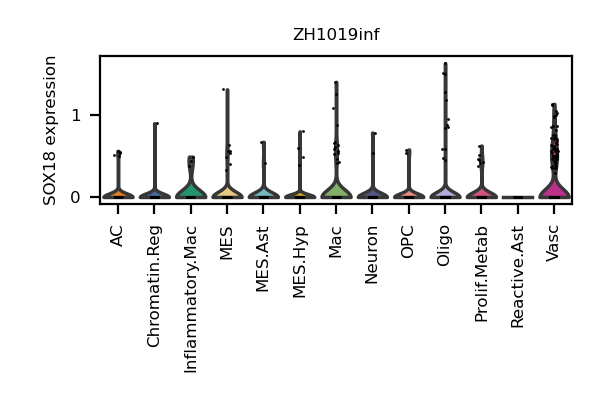 ZH1019inf
SOX18 expression
1
0
AC
Chromatin.Reg
Inflammatory.Mac
MES
MES.Ast
MES.Hyp
Mac
Neuron
OPC
Oligo
Prolif.Metab
Reactive.Ast
Vasc